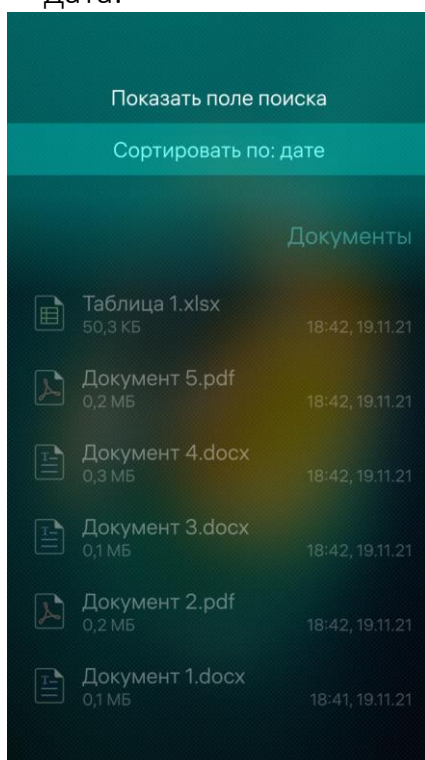 дата.
Показать поле поиска
Сортировать по: дате
Документы
Таблица 1.xlsx
50,3 КБ 18:42, 19.11.21
Документ 5.pdf
0,2 МБ 18:42, 19.11.21
Документ 4.docx
0,3 МБ 18:42, 19.11.21
Документ 3.docx
0,1 МБ 18:42, 19.11.21
Документ 2.pdf
0,2 МБ 18:42, 19.11.21
Документ 1.docx
0,1 МБ 18:41, 19.11.21